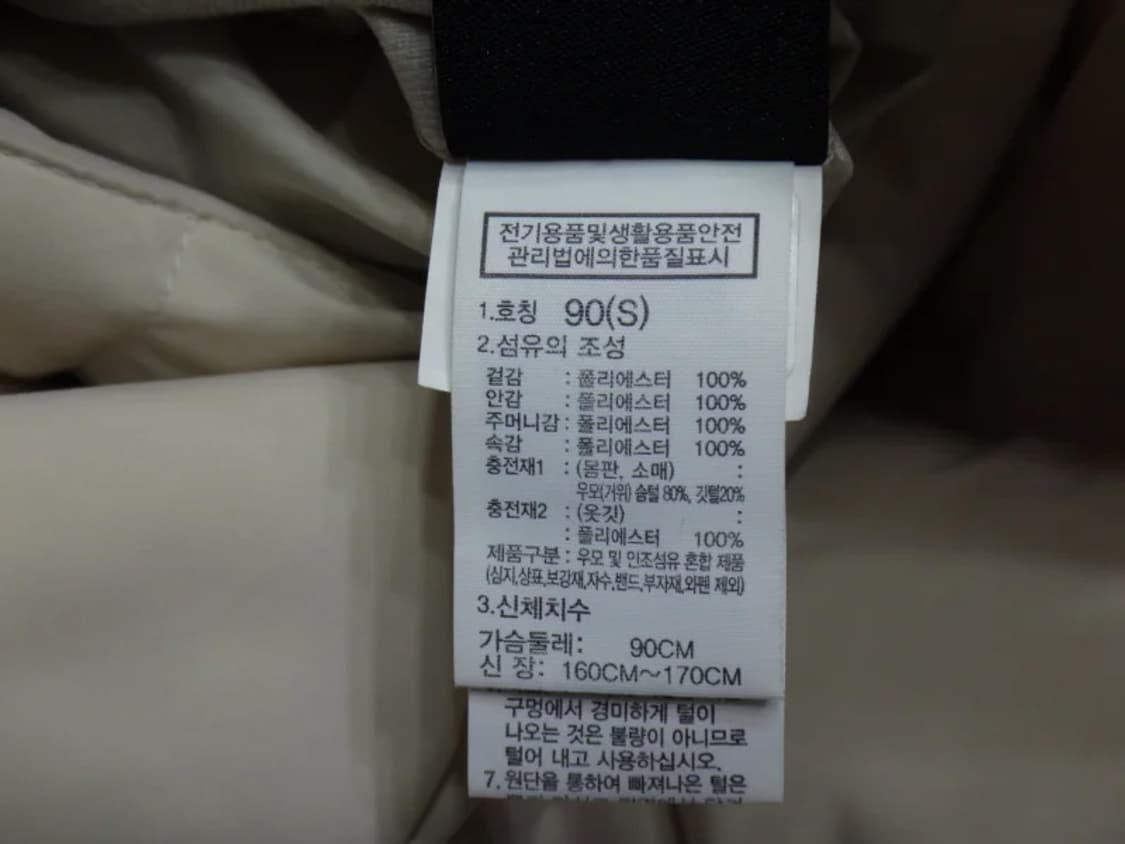 전기용품및생활용품안전
관리법에의한품질표시
1.호칭 90(S)
2.섬유의 조성
겉감 : 폴리에스터 100%
안감 : 폴리에스터 100%
주머니감 : 폴리에스터 100%
속감 : 폴리에스터 100%
충전재1 : (몸판, 소매) :
우모(거위) 솜털 80%, 깃털20%
충전재2 : (옷깃) :
: 폴리에스터 100%
제품구분 : 우모 및 인조섬유 혼합 제품
(심지,상표,보강재,자수,밴드,부자재,와펜 제외)
3.신체치수
가슴둘레: 90CM
신 장: 160CM~170CM
구멍에서 경미하게 털이
나오는 것은 불량이 아니므로
털어 내고 사용하십시오.
7. 원단을 통하여 빠져나온 털은